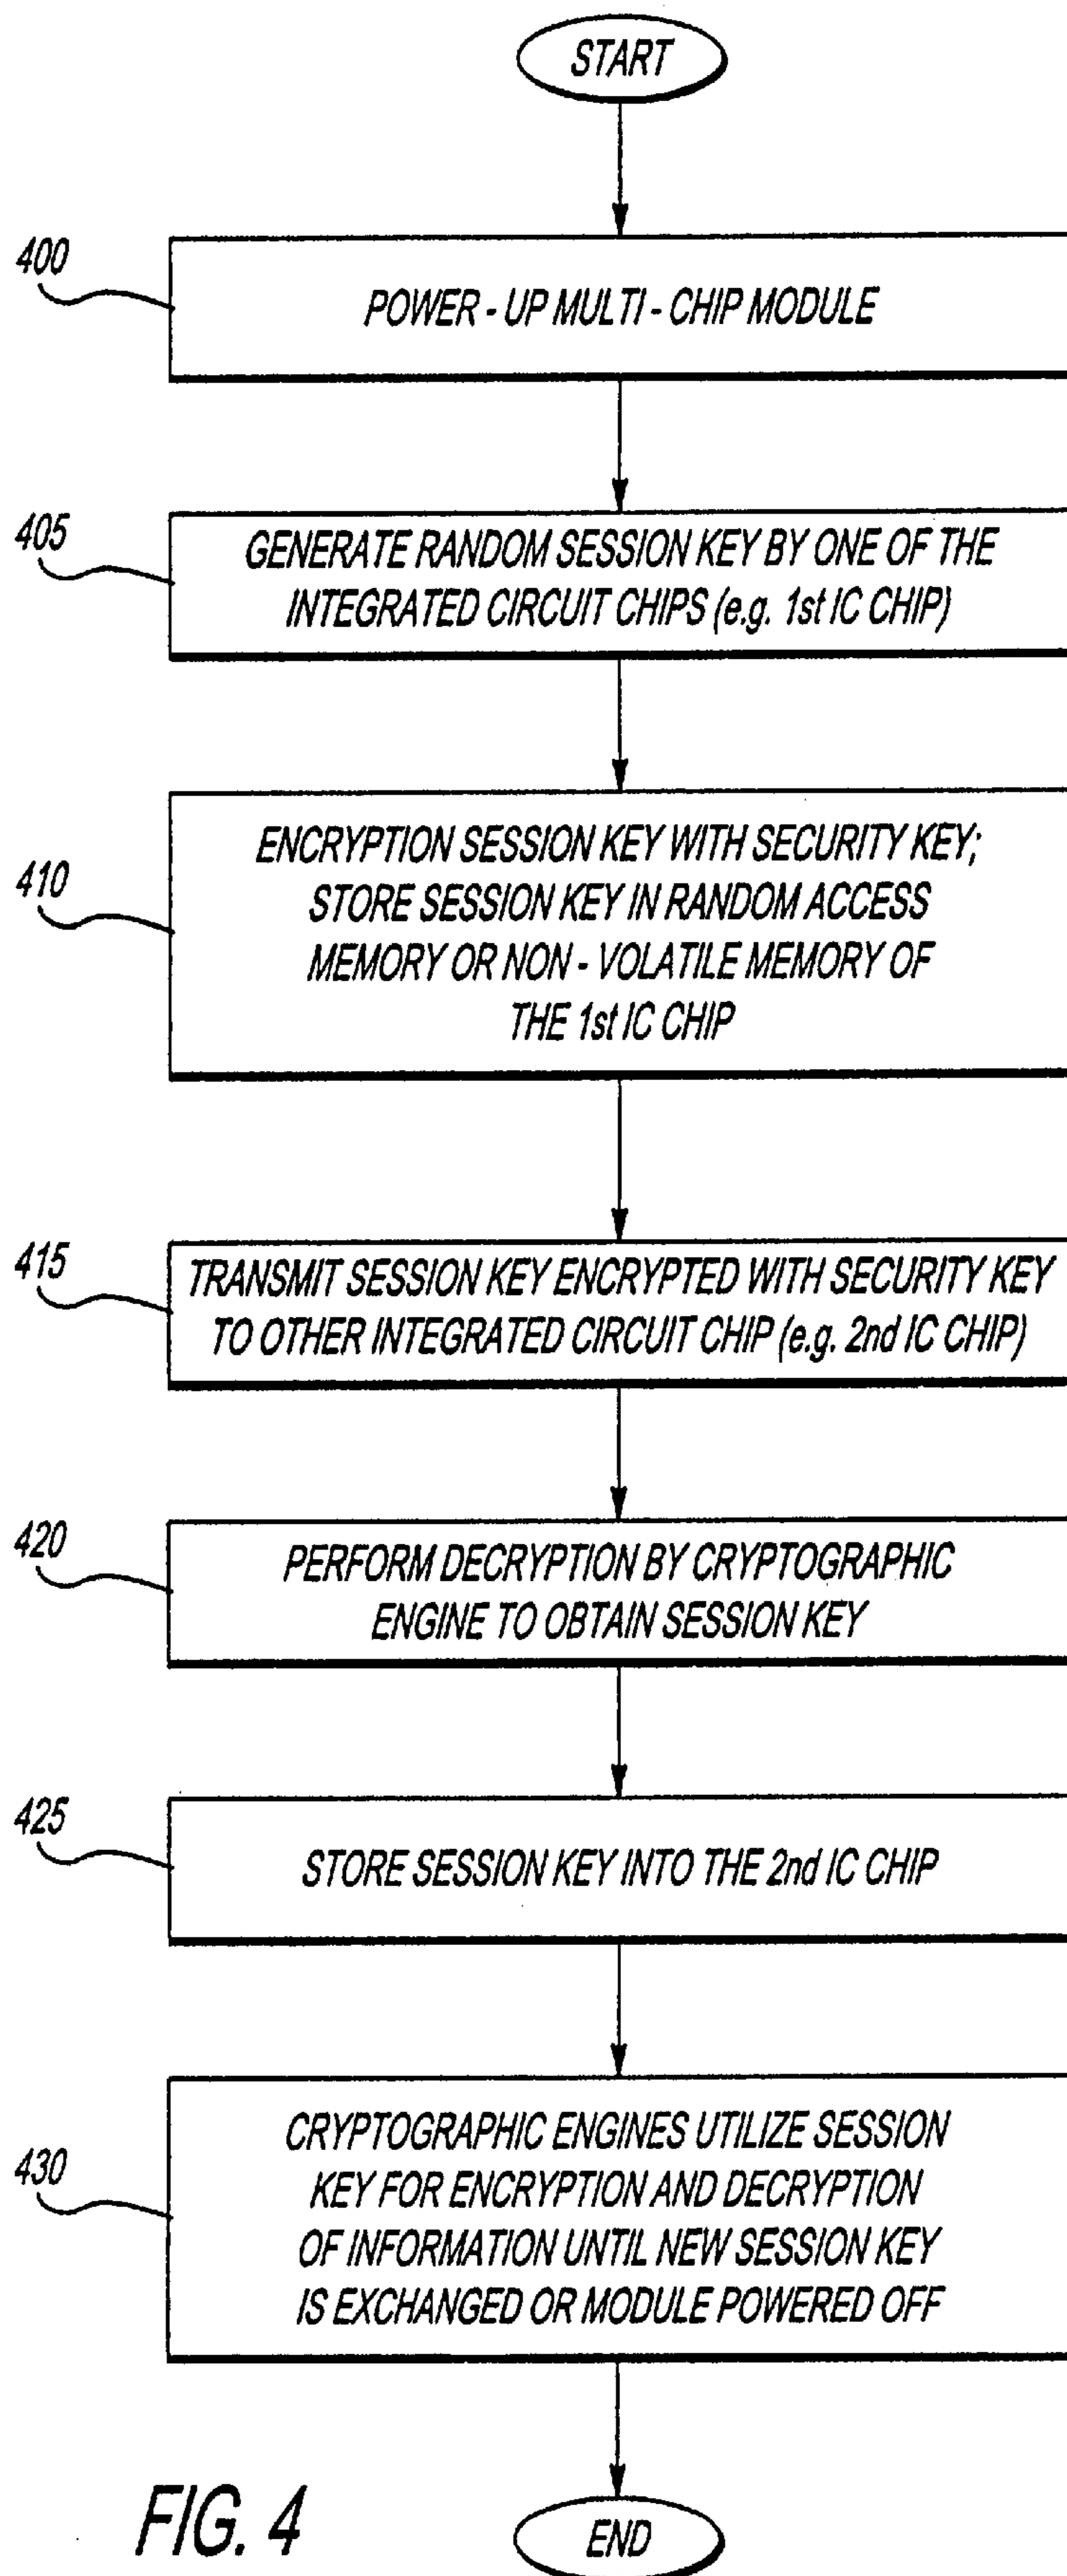 START
400
POWER - UP MULTI - CHIP MODULE
405
GENERATE RANDOM SESSION KEY BY ONE OF THE
INTEGRATED CIRCUIT CHIPS (e.g. 1st IC CHIP)
410
ENCRYPTION SESSION KEY WITH SECURITY KEY;
STORE SESSION KEY IN RANDOM ACCESS
MEMORY OR NON - VOLATILE MEMORY OF
THE 1st IC CHIP
415
TRANSMIT SESSION KEY ENCRYPTED WITH SECURITY KEY
TO OTHER INTEGRATED CIRCUIT CHIP (e.g. 2nd IC CHIP)
420
PERFORM DECRYPTION BY CRYPTOGRAPHIC
ENGINE TO OBTAIN SESSION KEY
425
STORE SESSION KEY INTO THE 2nd IC CHIP
430
CRYPTOGRAPHIC ENGINES UTILIZE SESSION
KEY FOR ENCRYPTION AND DECRYPTION
OF INFORMATION UNTIL NEW SESSION KEY
IS EXCHANGED OR MODULE POWERED OFF
END
FIG. 4